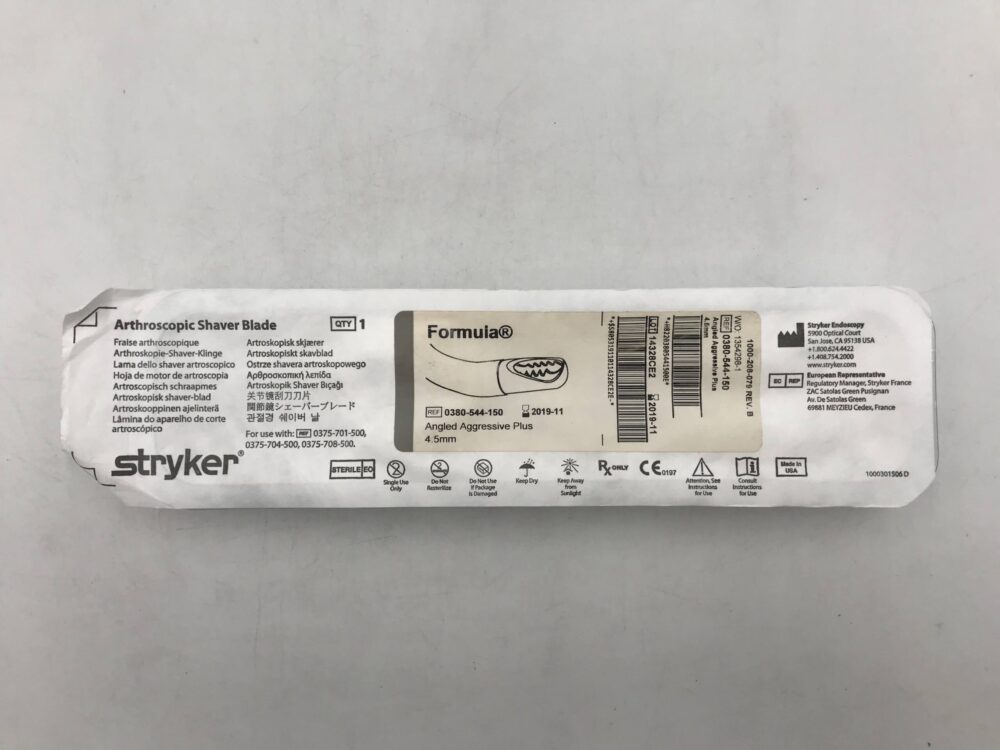 Arthroscopic Shaver Blade
QTY 1
Fraise arthroscopique
Arthroskopie-Shaver-Klinge
Lama dello shaver artroscopico
Hoja de motor de artroscopia
Artroscopisch schraapmes
Artroskopisk shaver-blad
Artroskooppinen ajelinterä
Lâmina do aparelho de corte
artroscópico
Artroskopisk skjærer
Artroskopiskt skavblad
Ostrze shavera artroskopowego
Αρθροσκοπική λεπίδα
Artroskopik Shaver Bıçağı
关节镜刮刀刀片
関節鏡シェーバーブレード
관절경 쉐이버 날
For use with: REF 0375-701-500,
0375-704-500, 0375-708-500.
stryker®
Formula®
REF 0380-544-150
2019-11
Angled Aggressive Plus
4.5mm
LOT 14328CE2
2019-11
4.5mm
Angled Aggressive Plus
REF 0380-544-150
W/O: 1354298-1
1000-208-079 REV. B
Stryker Endoscopy
5900 Optical Court
San Jose, CA 95138 USA
+1.800.624.4422
+1.408.754.2000
www.stryker.com
EC REP
European Representative
Regulatory Manager, Stryker France
ZAC Satolas Green Pusignan
Av. De Satolas Green
69881 MEYZIEU Cedex, France
STERILE EO
Single Use
Only
Do Not
Resterilize
Do Not Use
if Package
is Damaged
Keep Dry
Keep Away
from
Sunlight
Rx ONLY
CE 0197
Attention, See
Instructions
for Use
Consult
Instructions
for Use
Made in
USA
1000301506 D